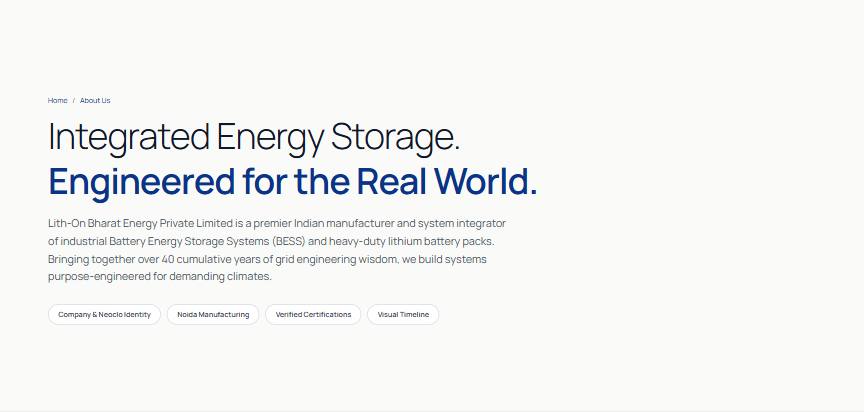 Home / About Us
Integrated Energy Storage.
Engineered for the Real World.
Lith-On Bharat Energy Private Limited is a premier Indian manufacturer and system integrator
of industrial Battery Energy Storage Systems (BESS) and heavy-duty lithium battery packs.
Bringing together over 40 cumulative years of grid engineering wisdom, we build systems
purpose-engineered for demanding climates.
Company & Neoclo Identity
Noida Manufacturing
Verified Certifications
Visual Timeline